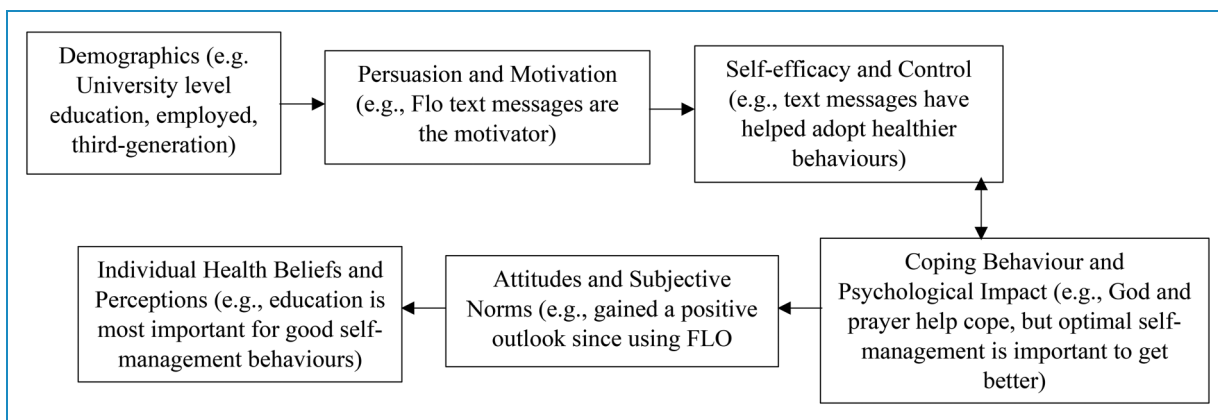 Demographics (e.g.
University level
education, employed,
third-generation)
Persuasion and Motivation
(e.g., Flo text messages are
the motivator)
Self-efficacy and Control
(e.g., text messages have
helped adopt healthier
behaviours)
Coping Behaviour and
Psychological Impact (e.g., God and
prayer help cope, but optimal self-
management is important to get
better)
Attitudes and Subjective
Norms (e.g., gained a positive
outlook since using FLO
Individual Health Beliefs and
Perceptions (e.g., education is
most important for good self-
management behaviours)